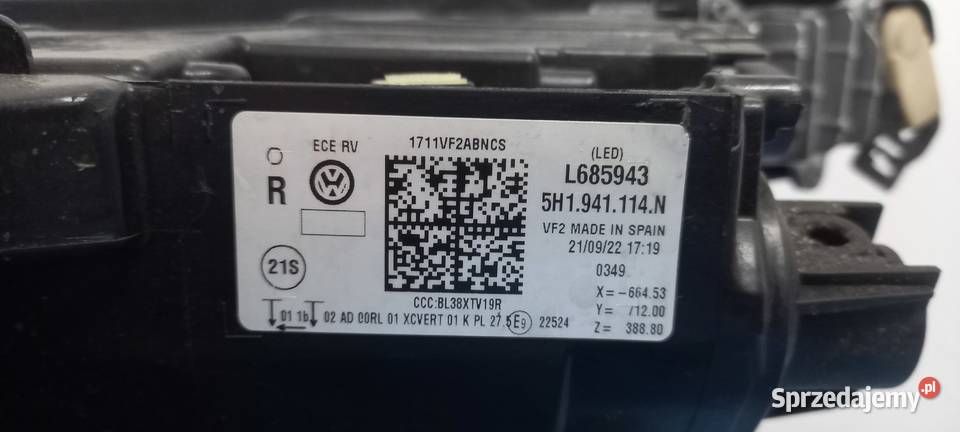 O
R
ECE RV
21S
1711VF2ABNCS
CCC:BL38XTV19R
(LED)
L685943
5H1.941.114.N
VF2 MADE IN SPAIN
21/09/22 17:19
0349
X= -664.53
Y= 712.00
Z= 388.80
01 1b 02 AD 00RL 01 XCVERT 01 K PL 27.5 E9 22524
Sprzedajemy.pl